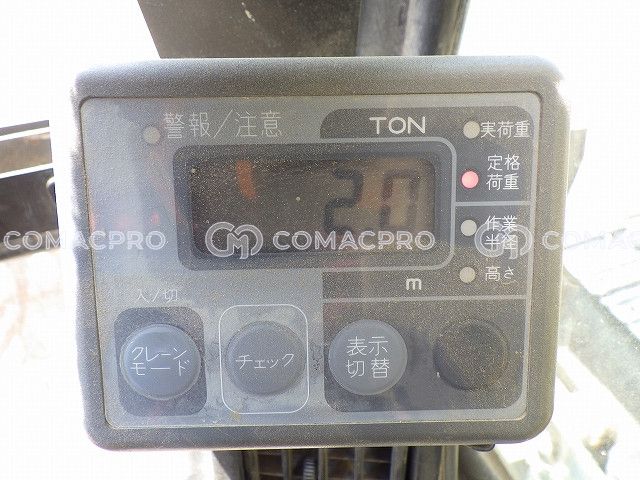 警報/注意
TON
実荷重
定格
荷重
2.0
作業
半径
高さ
m
入/切
クレーン
モード
チェック
表示
切替
COMACPRO
COMACPRO
COMACPRO